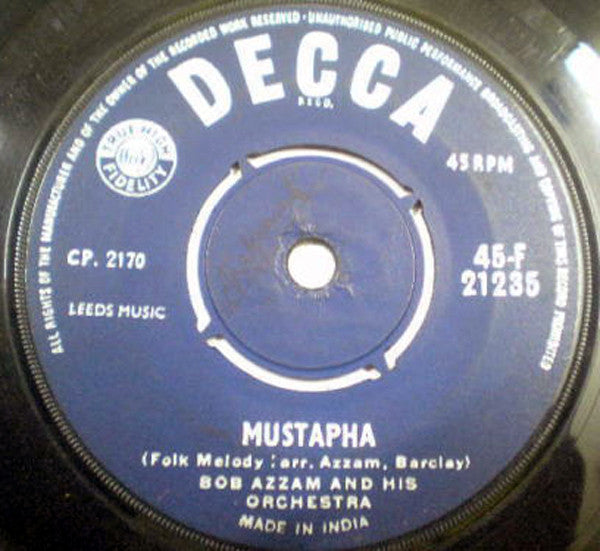 ALL RIGHTS OF THE MANUFACTURER AND OF THE OWNER OF THE RECORDED WORK RESERVED · UNAUTHORISED PUBLIC PERFORMANCE BROADCASTING AND COPYING OF THIS RECORD PROHIBITED
DECCA
REGD.
TRUE HIGH
ffrr
FIDELITY
45 RPM
CP. 2170
45-F
21235
LEEDS MUSIC
MUSTAPHA
(Folk Melody : arr. Azzam, Barclay)
BOB AZZAM AND HIS
ORCHESTRA
MADE IN INDIA